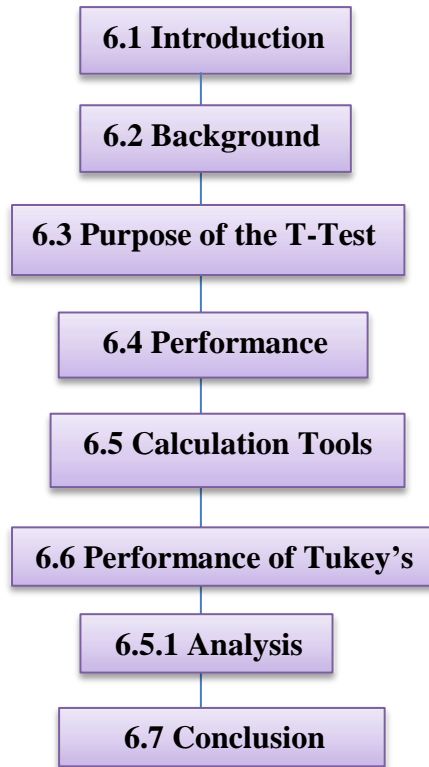 6.1 Introduction
6.2 Background
6.3 Purpose of the T-Test
6.4 Performance
6.5 Calculation Tools
6.6 Performance of Tukey’s
6.5.1 Analysis
6.7 Conclusion